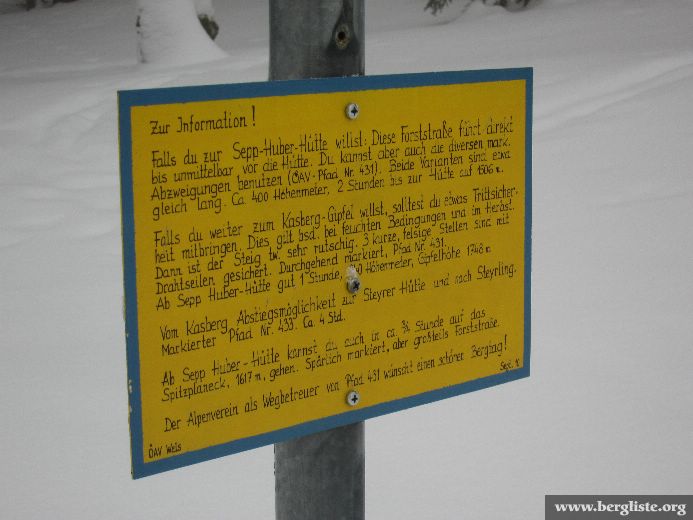 Zur Information!
Falls du zur Sepp-Huber-Hütte willst: Diese Forststraße führt direkt
bis unmittelbar vor die Hütte. Du kannst aber auch die diversen mark.
Abzweigungen benutzen (ÖAV-Pfad Nr. 431). Beide Varianten sind etwa
gleich lang. Ca. 400 Höhenmeter, 2 Stunden bis zur Hütte auf 1506 m.
Falls du weiter zum Kasberg-Gipfel willst, solltest du etwas Trittsicher-
heit mitbringen. Dies gilt bsd. bei feuchten Bedingungen und im Herbst.
Dann ist der Steig tw. sehr rutschig. 3 kurze, felsige Stellen sind mit
Drahtseilen gesichert. Durchgehend markiert, Pfad Nr. 431.
Ab Sepp Huber-Hütte gut 1 Stunde, Höhenmeter, Gipfelhöhe 1748 m.
Vom Kasberg Abstiegsmöglichkeit zur Steyrer Hütte und nach Steyrling.
Markierter Pfad Nr. 433. Ca. 4 Std.
Ab Sepp Huber-Hütte kannst du auch in ca. ¾ Stunde auf das
Spitzplaneck, 1617 m, gehen. Spärlich markiert, aber großteils Forststraße.
Der Alpenverein als Wegbetreuer von Pfad 431 wünscht einen schönen Bergtag!
ÖAV Wels
www.bergliste.org